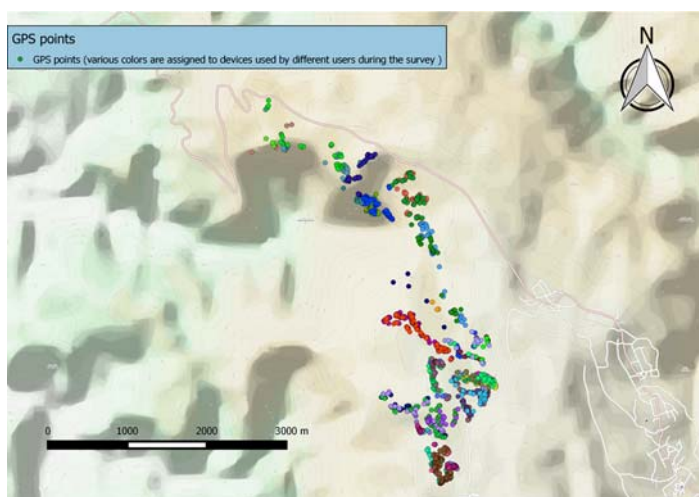 GPS points
GPS points (various colors are assigned to devices used by different users during the survey )
N
0 1000 2000 3000 m